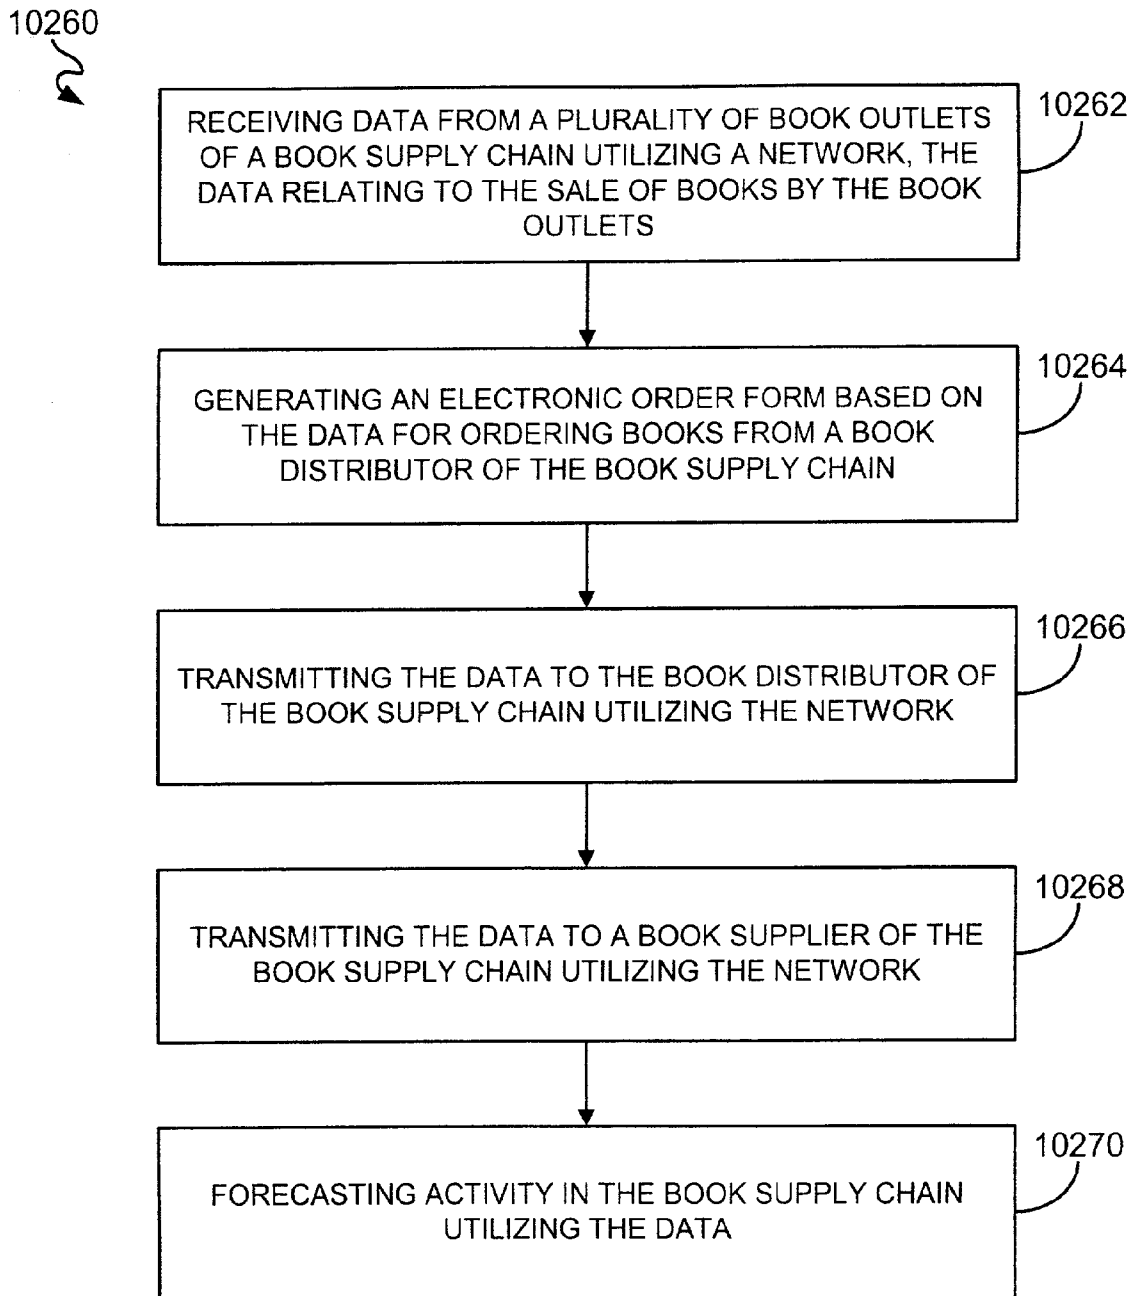 10260
10262
RECEIVING DATA FROM A PLURALITY OF BOOK OUTLETS
OF A BOOK SUPPLY CHAIN UTILIZING A NETWORK, THE
DATA RELATING TO THE SALE OF BOOKS BY THE BOOK
OUTLETS
10264
GENERATING AN ELECTRONIC ORDER FORM BASED ON
THE DATA FOR ORDERING BOOKS FROM A BOOK
DISTRIBUTOR OF THE BOOK SUPPLY CHAIN
10266
TRANSMITTING THE DATA TO THE BOOK DISTRIBUTOR OF
THE BOOK SUPPLY CHAIN UTILIZING THE NETWORK
10268
TRANSMITTING THE DATA TO A BOOK SUPPLIER OF THE
BOOK SUPPLY CHAIN UTILIZING THE NETWORK
10270
FORECASTING ACTIVITY IN THE BOOK SUPPLY CHAIN
UTILIZING THE DATA